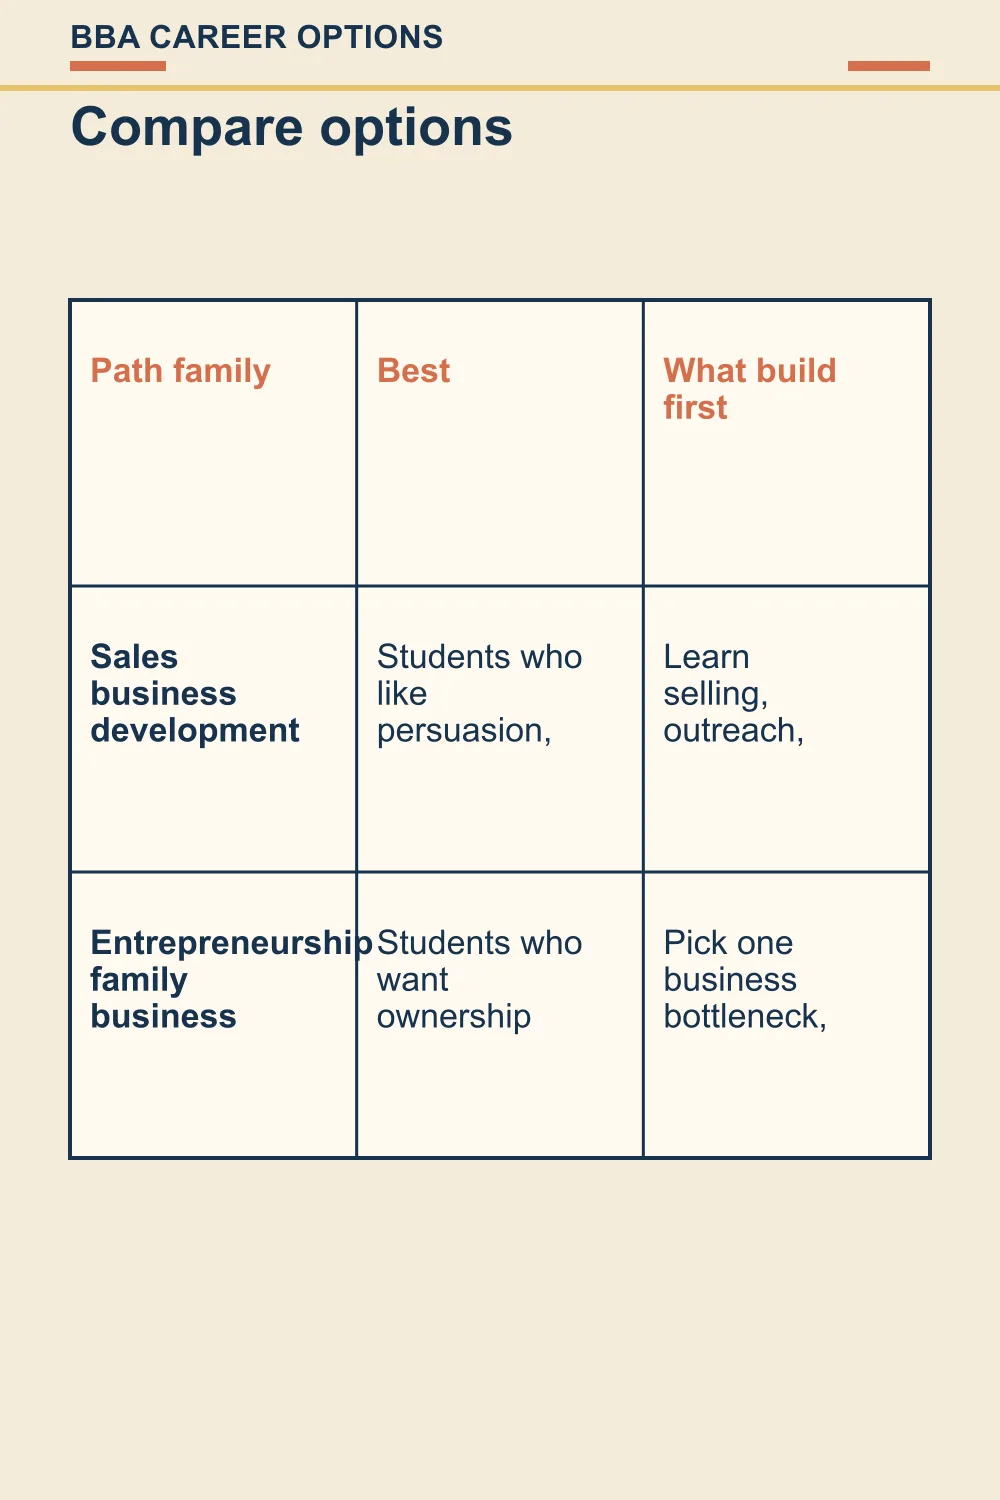 BBA CAREER OPTIONS
Compare options
Path family
Best
What build
first
Sales
business
development
Students who
like
persuasion,
Learn
selling,
outreach,
Entrepreneurship
family
business
Students who
want
ownership
Pick one
business
bottleneck,